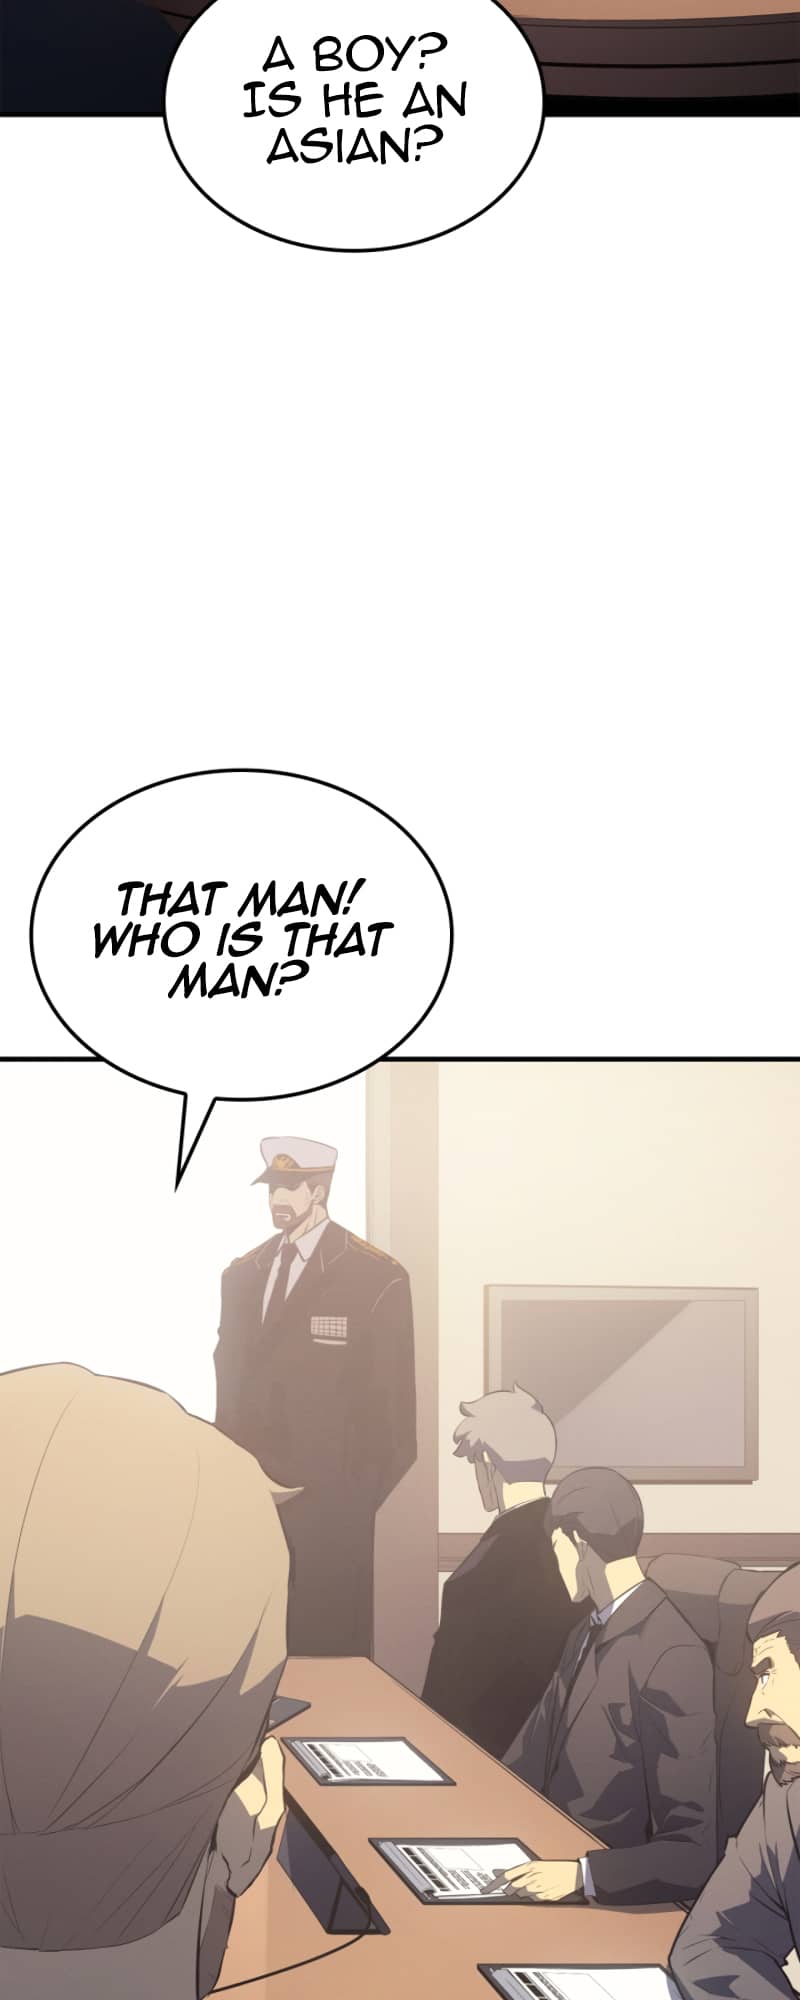 A BOY?
IS HE AN
ASIAN?
THAT MAN!
WHO IS THAT
MAN?